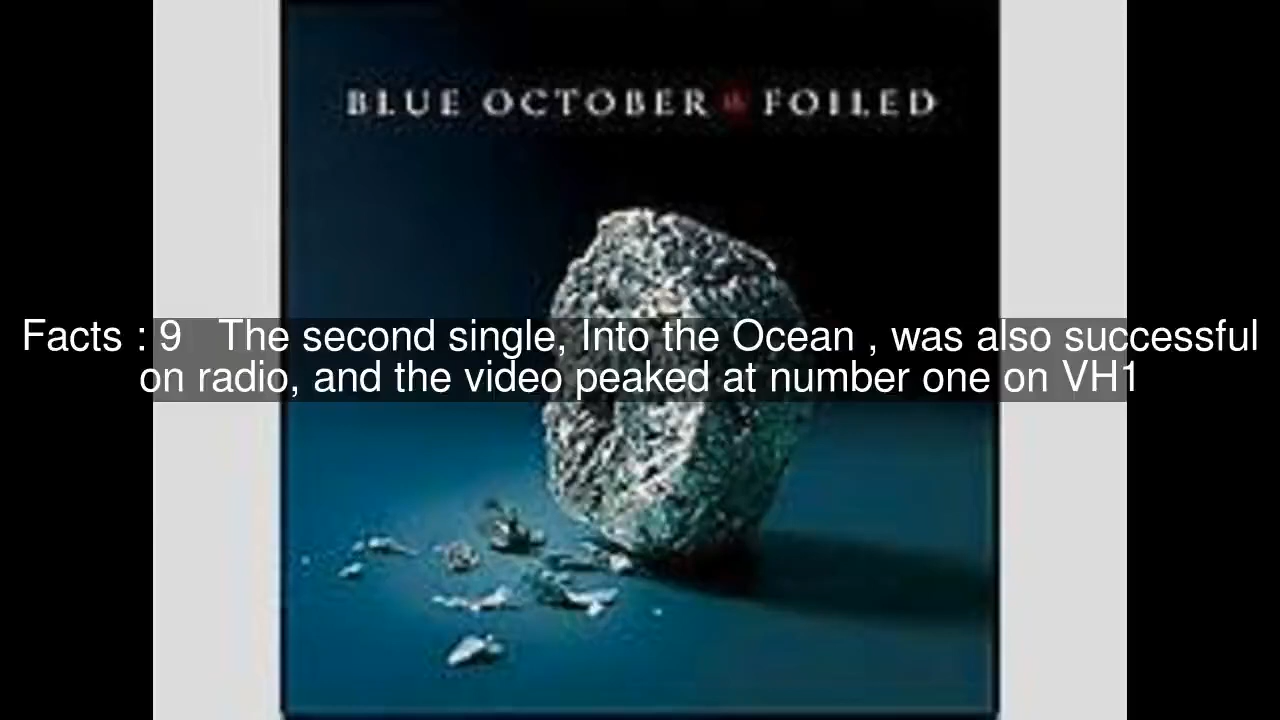 BLUE OCTOBER FOILED
Facts : 9 The second single, Into the Ocean , was also successful
on radio, and the video peaked at number one on VH1